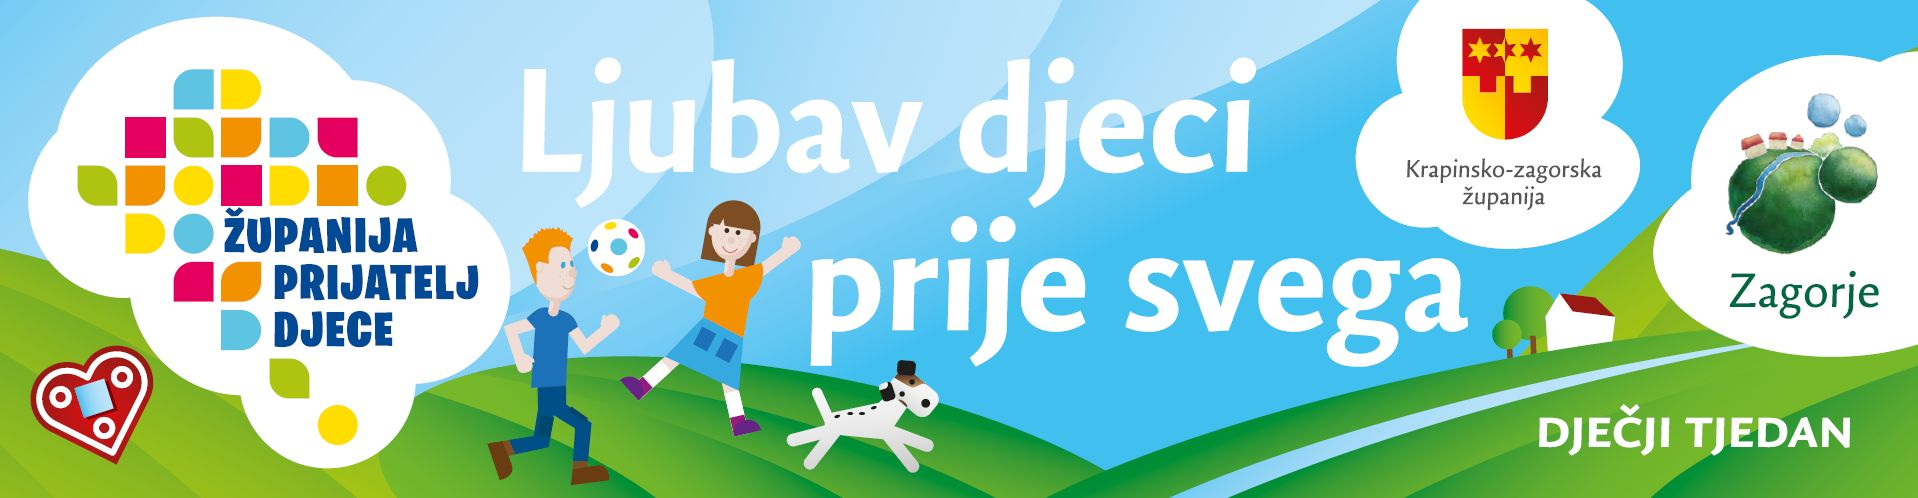 ŽUPANIJA
PRIJATELJ
DJECE
Ljubav djeci
prije svega
Krapinsko-zagorska
županija
Zagorje
DJEČJI TJEDAN